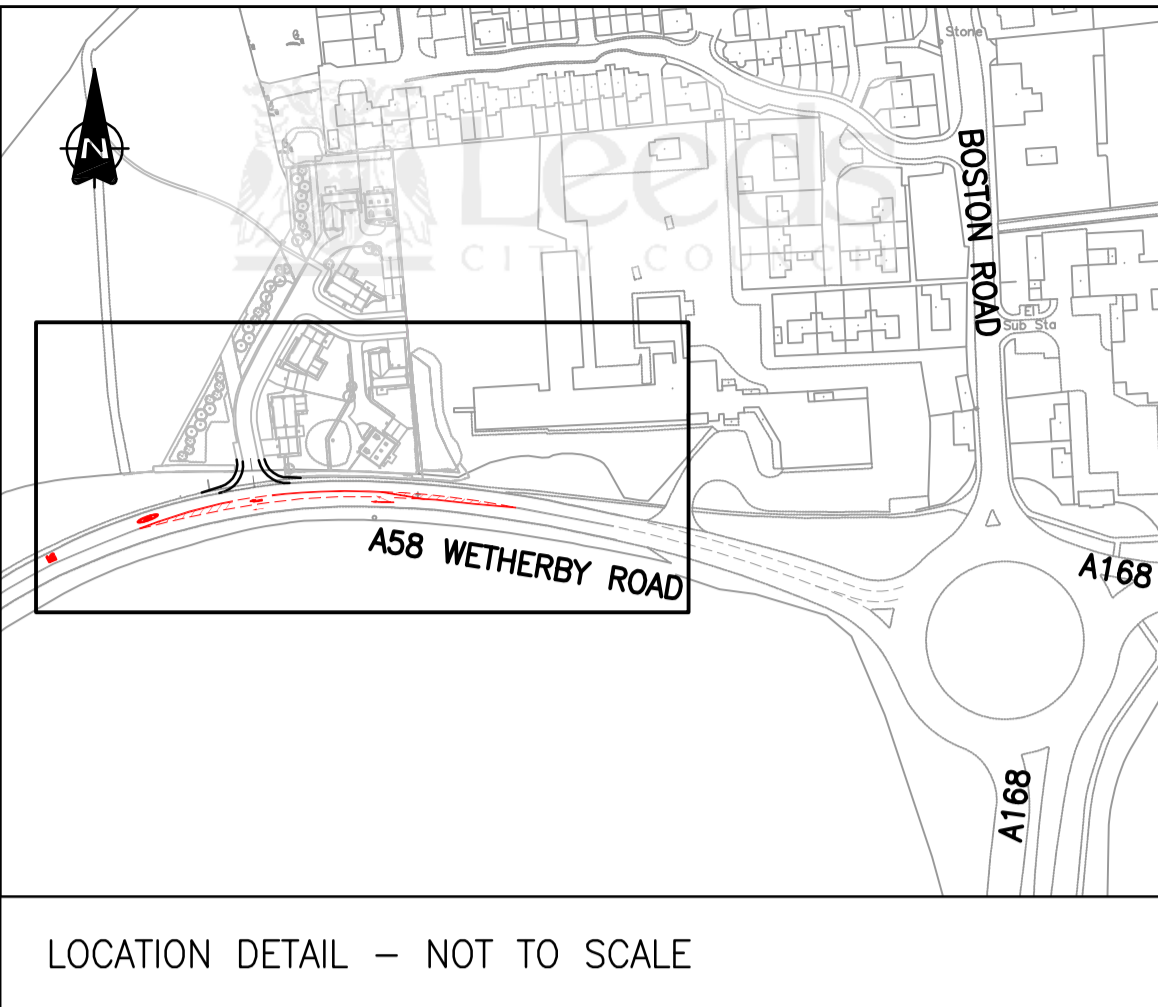 Stone
N
Leeds
CITY COUNCIL
BOSTON ROAD
El
Sub Sta
A58 WETHERBY ROAD
A168
A168
LOCATION DETAIL – NOT TO SCALE